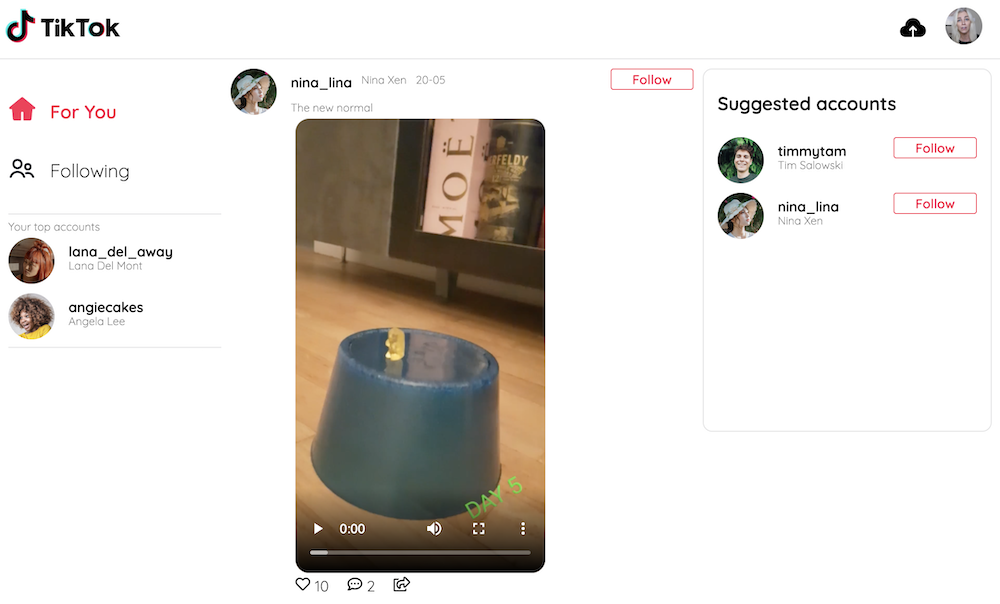 TikTok
For You
Following
Your top accounts
lana_del_away
Lana Del Mont
angiecakes
Angela Lee
nina_lina Nina Xen 20-05
Follow
The new normal
MOË
RFELDY
DAY 5
0:00
10 2
Suggested accounts
timmytam
Tim Salowski
Follow
nina_lina
Nina Xen
Follow